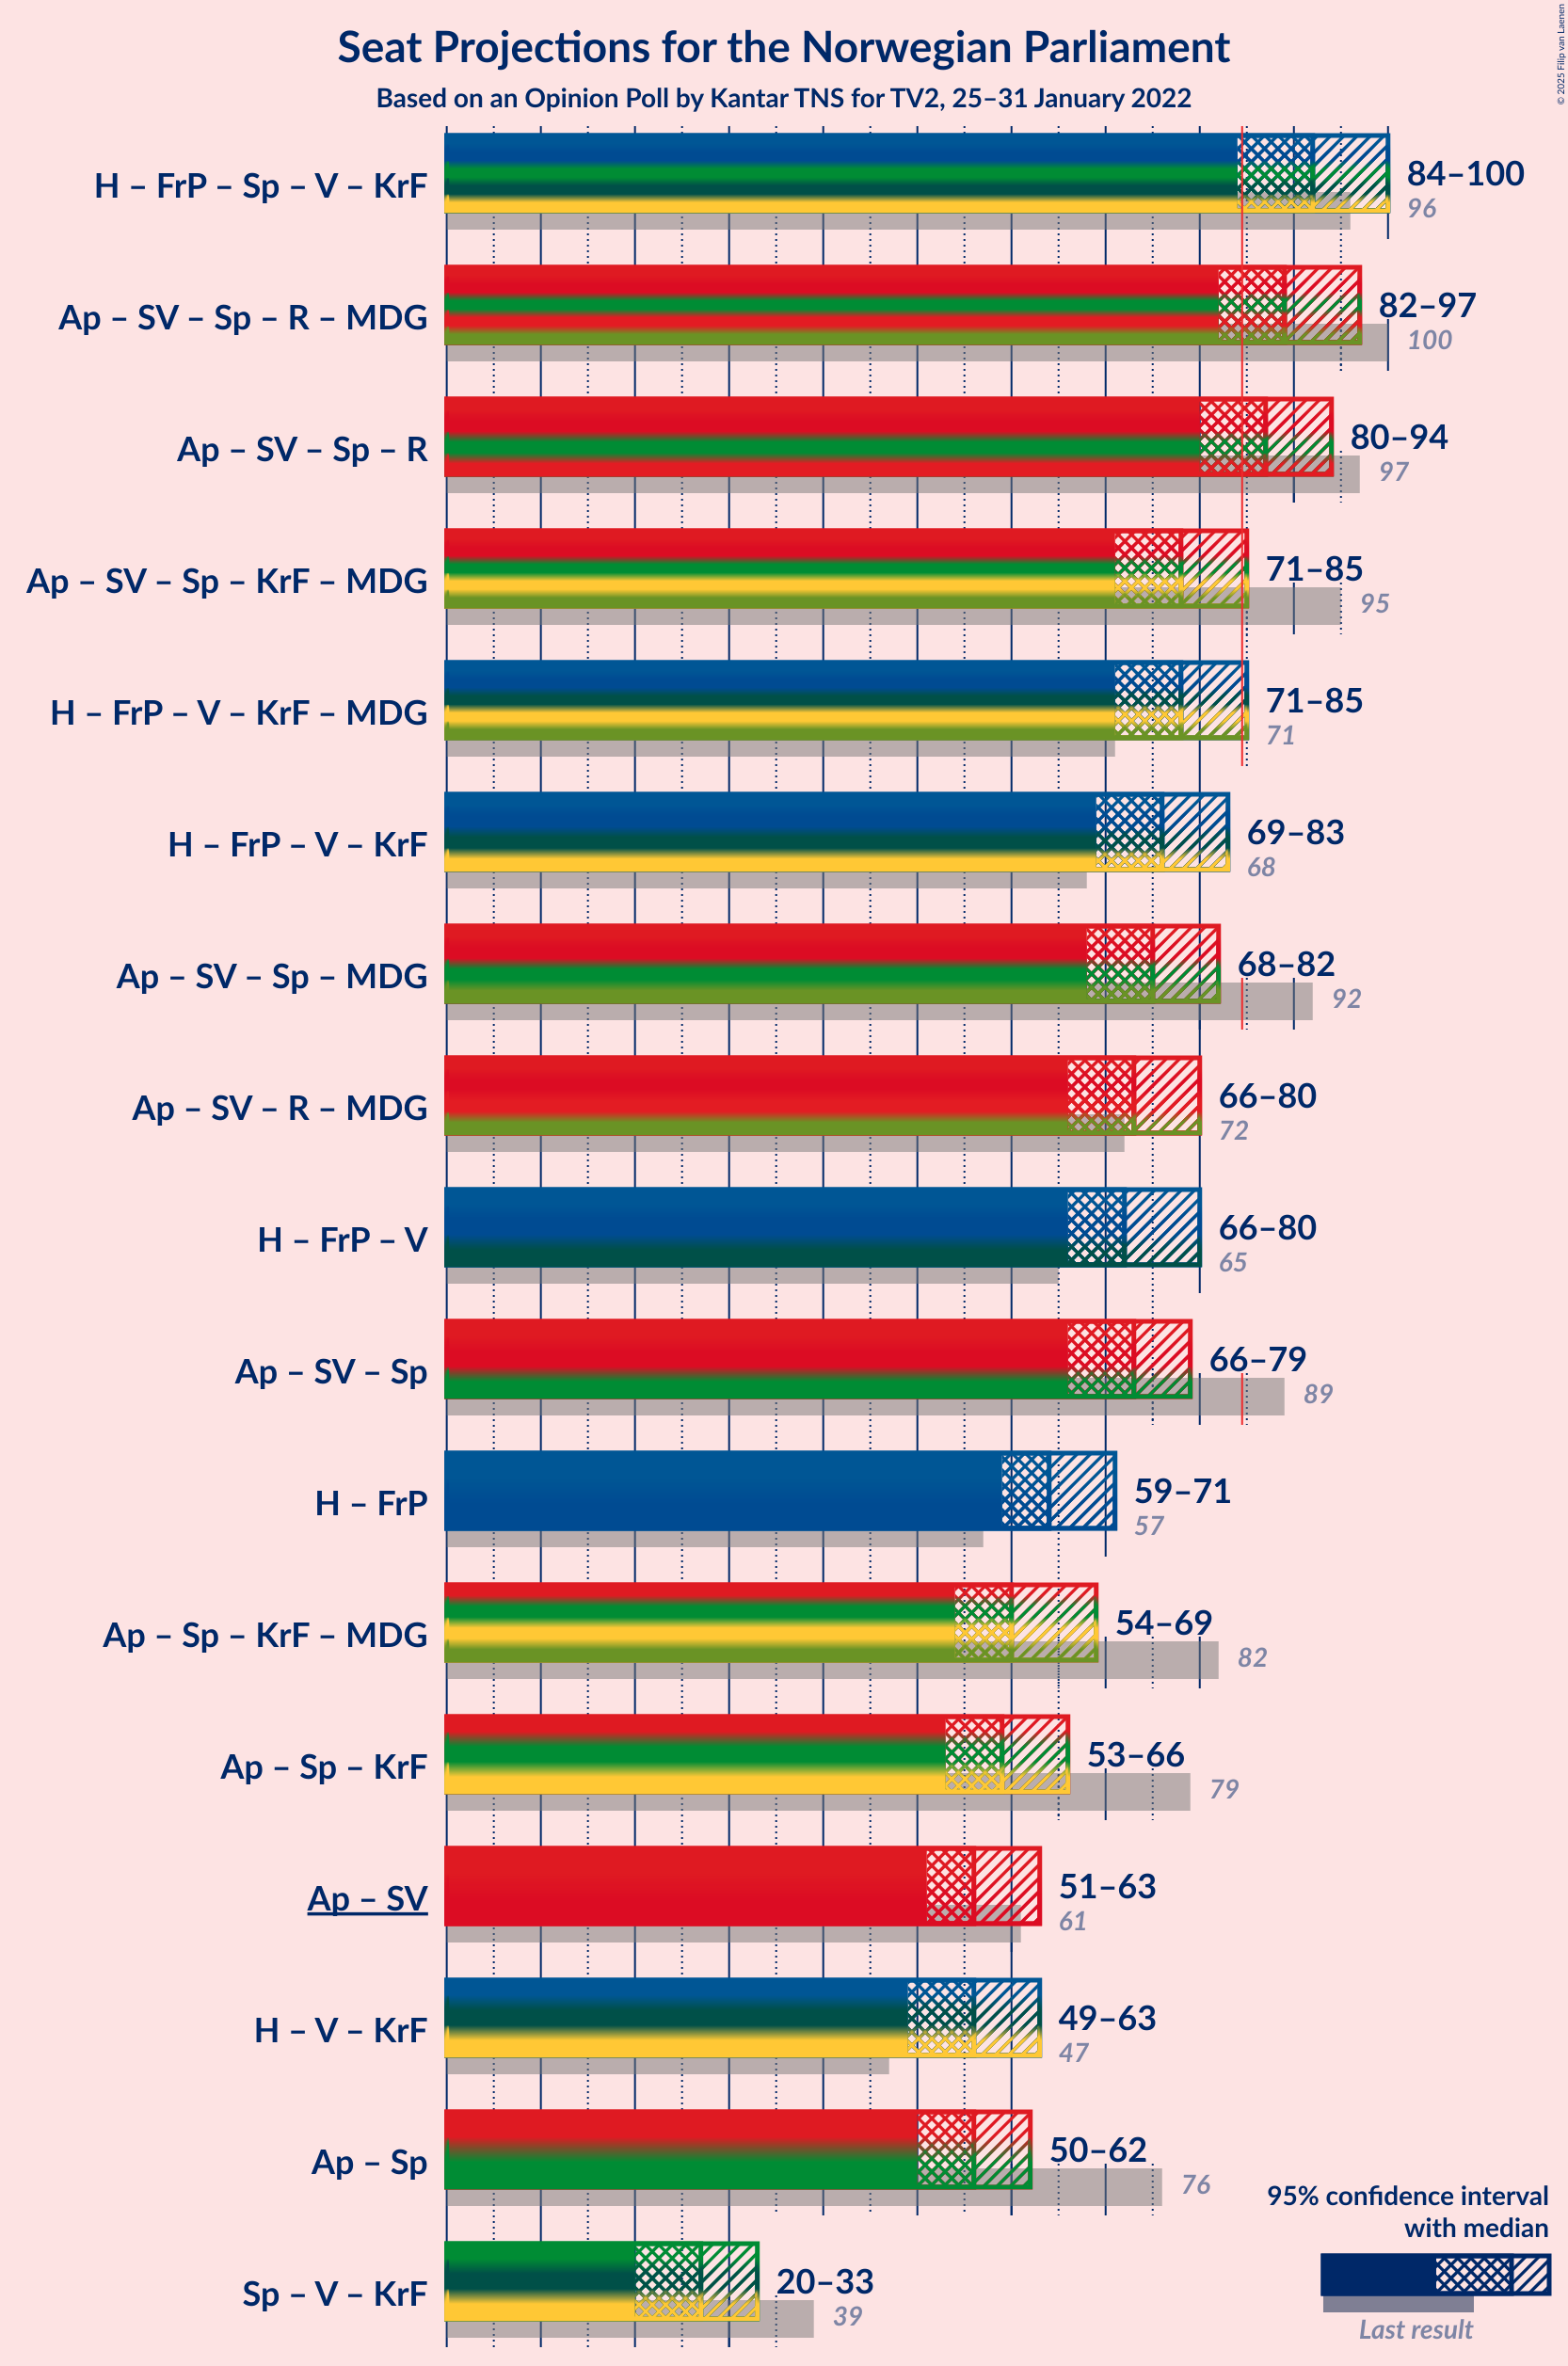 © 2025 Filip van Laenen
Seat Projections for the Norwegian Parliament
Based on an Opinion Poll by Kantar TNS for TV2, 25–31 January 2022
H – FrP – Sp – V – KrF
84–100
96
Ap – SV – Sp – R – MDG
82–97
100
Ap – SV – Sp – R
80–94
97
Ap – SV – Sp – KrF – MDG
71–85
95
H – FrP – V – KrF – MDG
71–85
71
H – FrP – V – KrF
69–83
68
Ap – SV – Sp – MDG
68–82
92
Ap – SV – R – MDG
66–80
72
H – FrP – V
66–80
65
Ap – SV – Sp
66–79
89
H – FrP
59–71
57
Ap – Sp – KrF – MDG
54–69
82
Ap – Sp – KrF
53–66
79
Ap – SV
51–63
61
H – V – KrF
49–63
47
Ap – Sp
50–62
76
Sp – V – KrF
20–33
39
95% confidence interval
with median
Last result